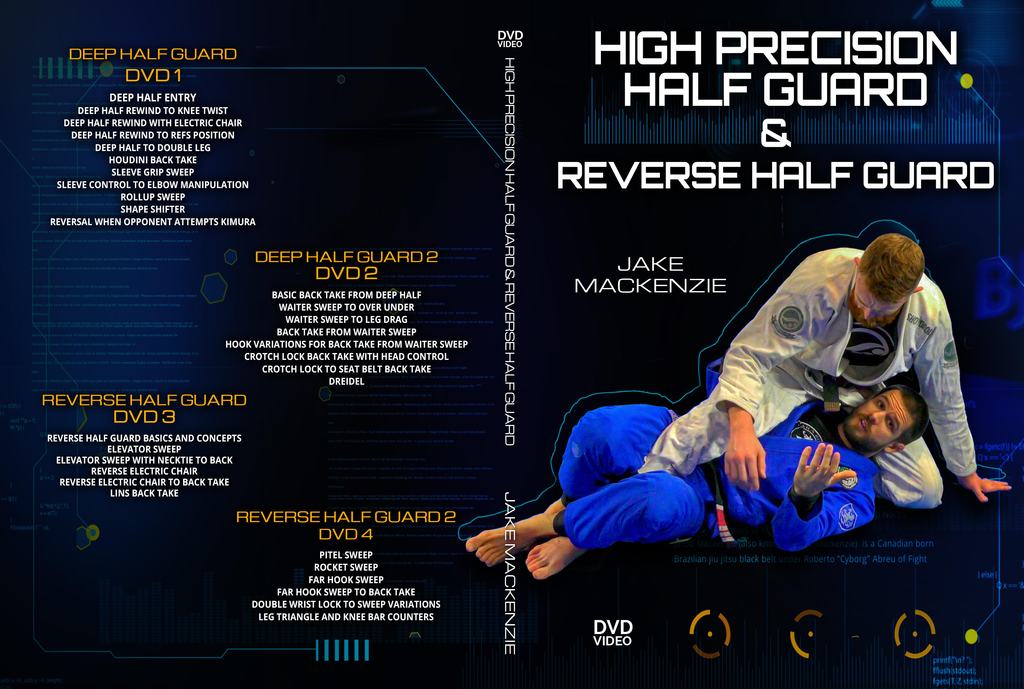 DEEP HALF GUARD
DVD 1
DEEP HALF ENTRY
DEEP HALF REWIND TO KNEE TWIST
DEEP HALF REWIND WITH ELECTRIC CHAIR
DEEP HALF REWIND TO REFS POSITION
DEEP HALF TO DOUBLE LEG
HOUDINI BACK TAKE
SLEEVE GRIP SWEEP
SLEEVE CONTROL TO ELBOW MANIPULATION
ROLLUP SWEEP
SHAPE SHIFTER
REVERSAL WHEN OPPONENT ATTEMPTS KIMURA
DEEP HALF GUARD 2
DVD 2
BASIC BACK TAKE FROM DEEP HALF
WAITER SWEEP TO OVER UNDER
WAITER SWEEP TO LEG DRAG
BACK TAKE FROM WAITER SWEEP
HOOK VARIATIONS FOR BACK TAKE FROM WAITER SWEEP
CROTCH LOCK BACK TAKE WITH HEAD CONTROL
CROTCH LOCK TO SEAT BELT BACK TAKE
DREIDEL
REVERSE HALF GUARD
DVD 3
REVERSE HALF GUARD BASICS AND CONCEPTS
ELEVATOR SWEEP
ELEVATOR SWEEP WITH NECKTIE TO BACK
REVERSE ELECTRIC CHAIR
REVERSE ELECTRIC CHAIR TO BACK TAKE
LINS BACK TAKE
REVERSE HALF GUARD 2
DVD 4
PITEL SWEEP
ROCKET SWEEP
FAR HOOK SWEEP
FAR HOOK SWEEP TO BACK TAKE
DOUBLE WRIST LOCK TO SWEEP VARIATIONS
LEG TRIANGLE AND KNEE BAR COUNTERS
DVD
VIDEO
HIGH PRECISION HALF GUARD & REVERSE HALF GUARD
JAKE MACKENZIE
HIGH PRECISION
HALF GUARD
&
REVERSE HALF GUARD
JAKE
MACKENZIE
is a Canadian born
Brazilian jiu jitsu black belt under Roberto "Cyborg" Abreu of Fight
DVD
VIDEO
printf("\n? ");
fflush(stdout);
fgets(T, Z, stdin);